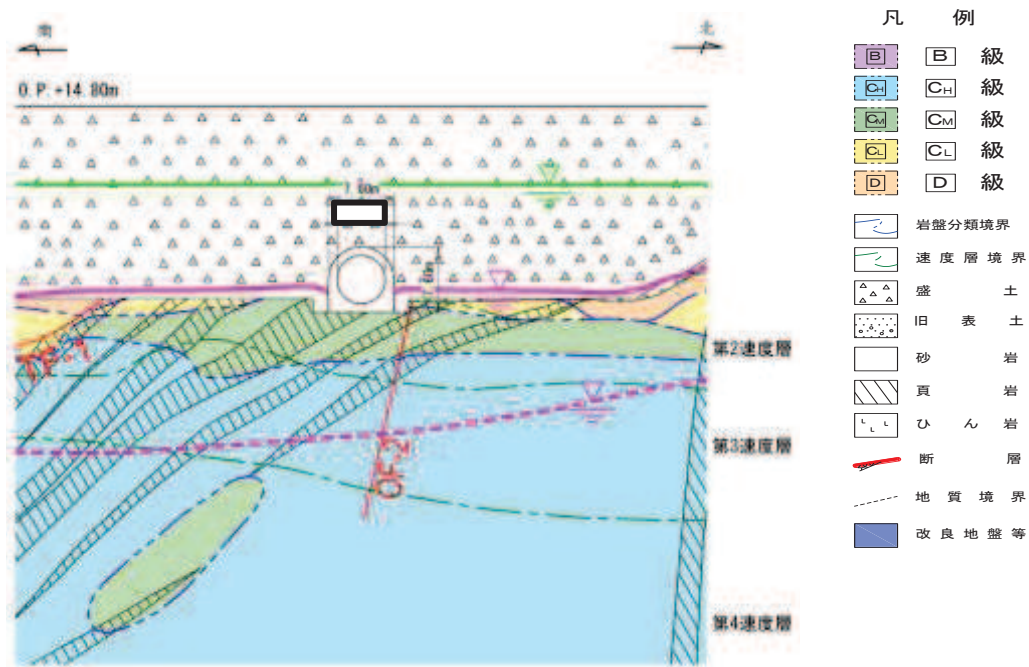 南
北
O.P.+14.80m
第2速度層
第3速度層
第4速度層
OF-2
凡 例
B B 級
CH CH 級
CM CM 級
CL CL 級
D D 級
岩盤分類境界
速度層境界
盛 土
旧 表 土
砂 岩
頁 岩
ひ ん 岩
断 層
地 質 境 界
改 良 地 盤 等